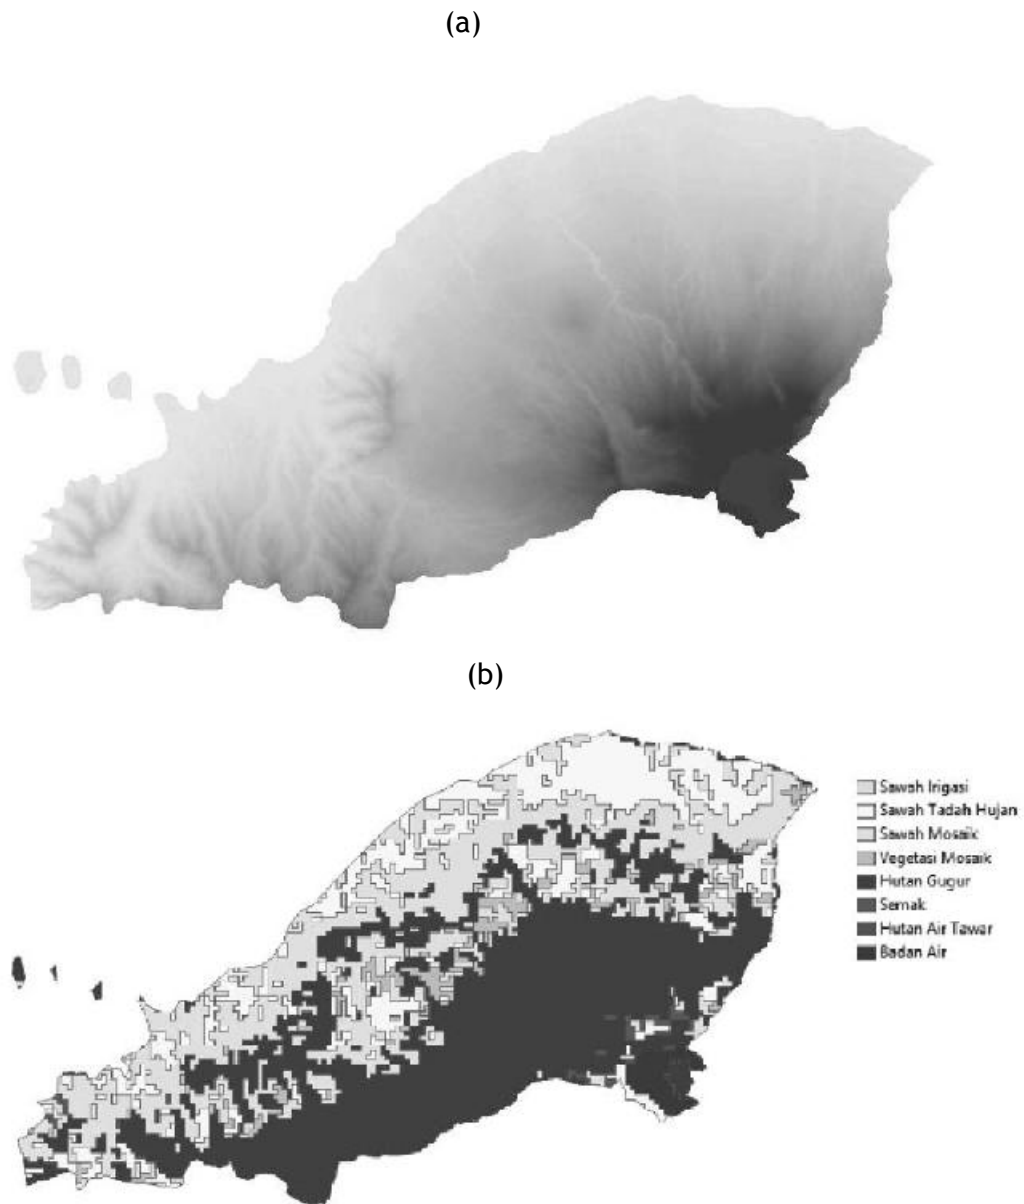 (a)
(b)
Sawah Irigasi
Sawah Tadah Hujan
Sawah Mosaik
Vegetasi Mosaik
Hutan Gugur
Semak
Hutan Air Tawar
Badan Air